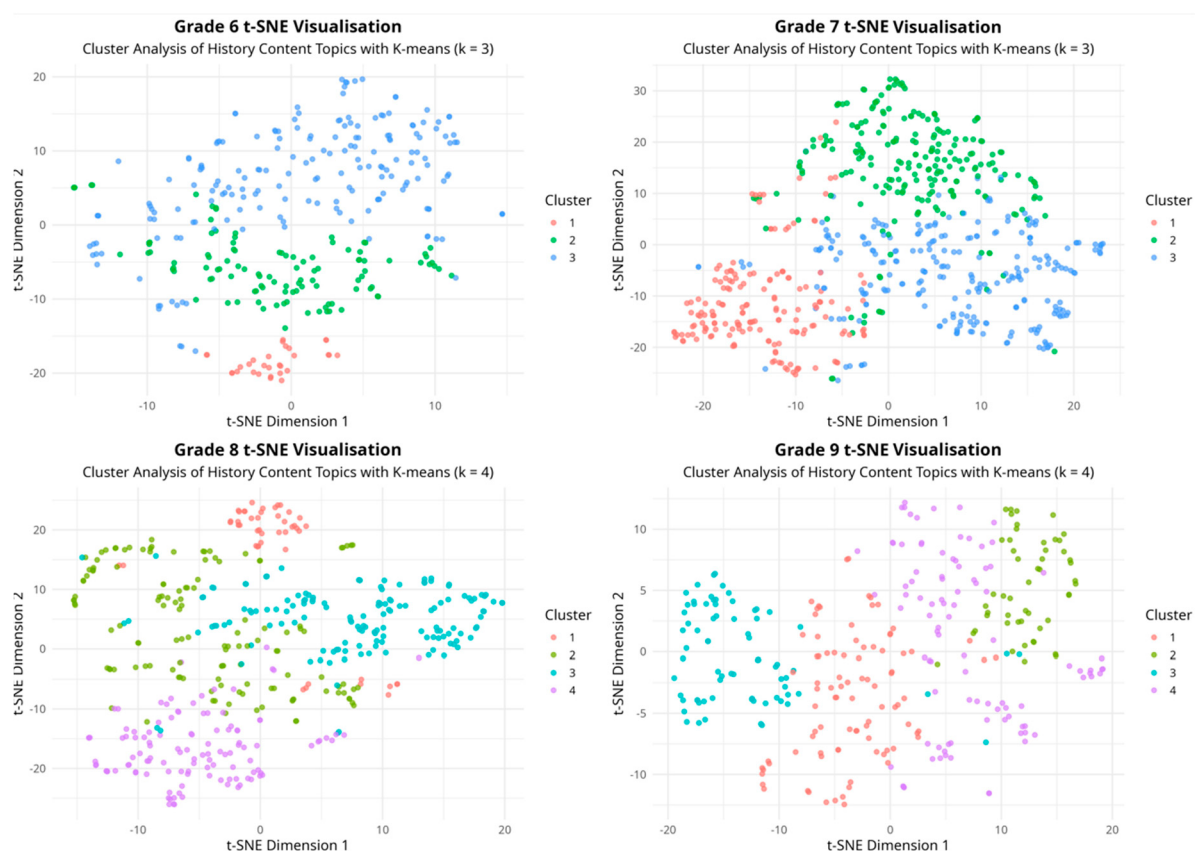 Grade 6 t-SNE Visualisation
Cluster Analysis of History Content Topics with K-means (k = 3)
20
10
0
-10
-20
t-SNE Dimension 2
-10
0
10
t-SNE Dimension 1
Cluster
1
2
3
Grade 7 t-SNE Visualisation
Cluster Analysis of History Content Topics with K-means (k = 3)
30
20
10
0
-10
-20
t-SNE Dimension 2
-20
-10
0
10
20
t-SNE Dimension 1
Cluster
1
2
3
Grade 8 t-SNE Visualisation
Cluster Analysis of History Content Topics with K-means (k = 4)
20
10
0
-10
-20
t-SNE Dimension 2
-10
0
10
20
t-SNE Dimension 1
Cluster
1
2
3
4
Grade 9 t-SNE Visualisation
Cluster Analysis of History Content Topics with K-means (k = 4)
10
5
0
-5
-10
t-SNE Dimension 2
-20
-10
0
10
20
t-SNE Dimension 1
Cluster
1
2
3
4